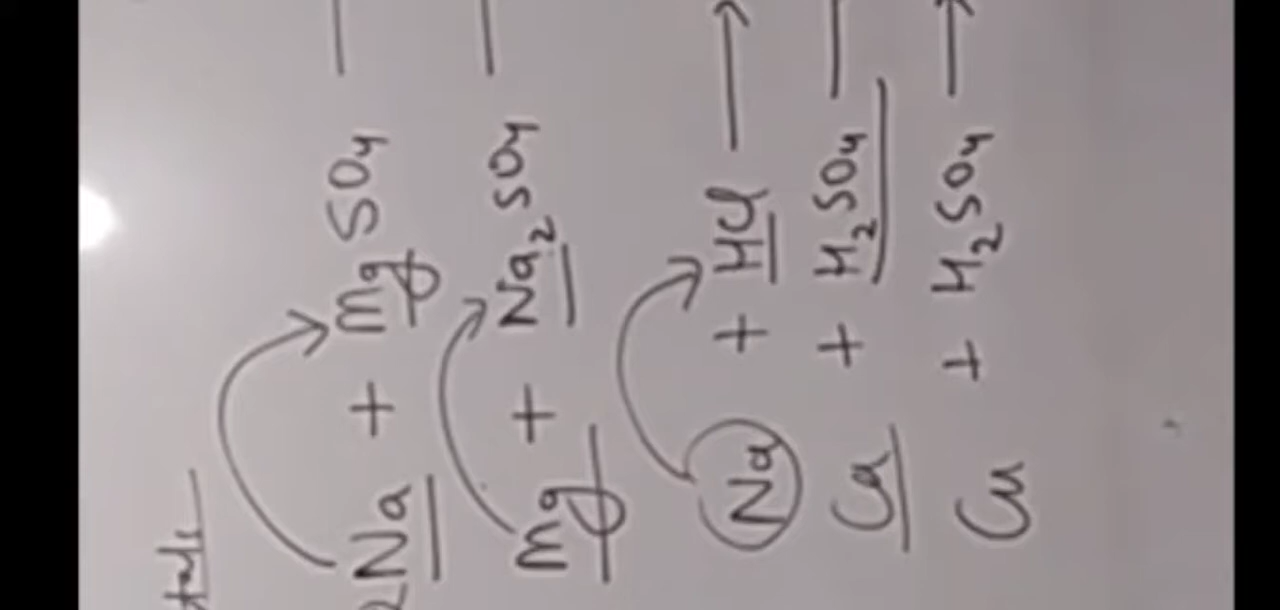 2Na + MgSO4 —
Mg + Na2SO4 —
Na + HCl →
Ca + H2SO4 —
Cu + H2SO4 →